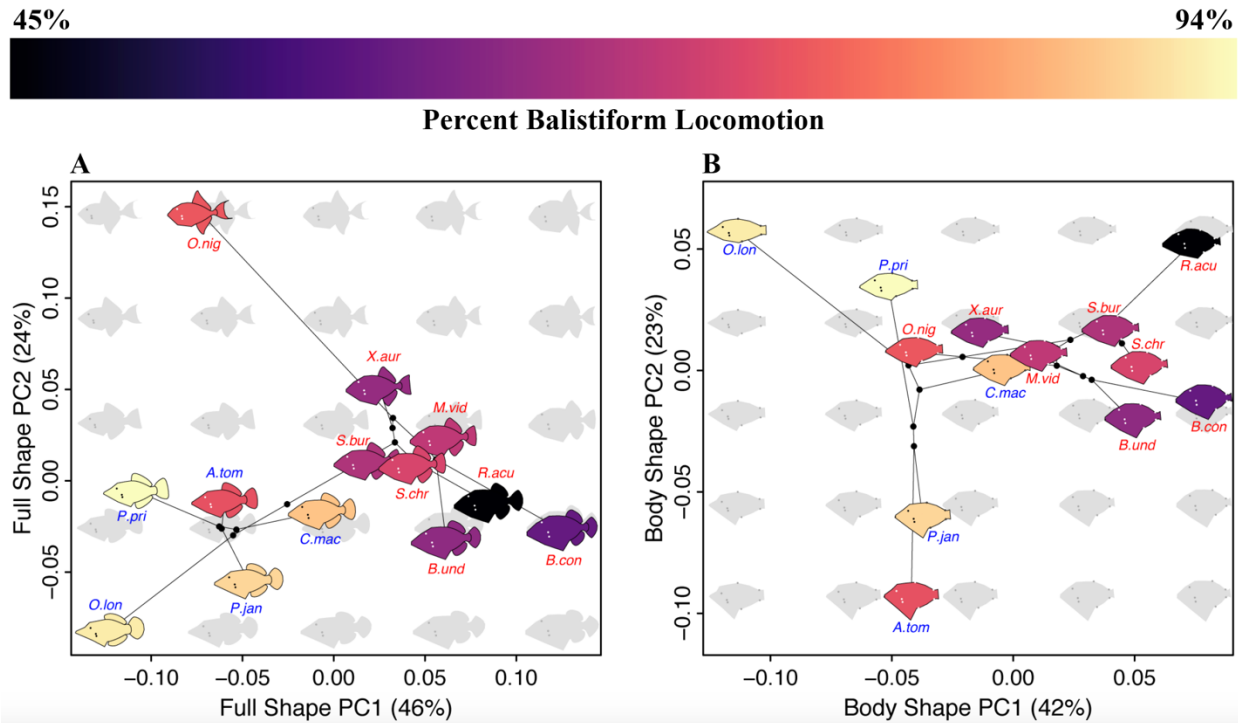 45%
94%
Percent Balistiform Locomotion
A
Full Shape PC2 (24%)
0.15
0.10
0.05
0.00
−0.05
O.nig
X.aur
M.vid
S.bur
A.tom
R.acu
S.chr
P.pri
C.mac
B.und
B.con
P.jan
O.lon
−0.10
−0.05
0.00
0.05
0.10
Full Shape PC1 (46%)
B
Body Shape PC2 (23%)
0.05
0.00
−0.05
−0.10
O.lon
P.pri
R.acu
X.aur
S.bur
O.nig
S.chr
M.vid
C.mac
B.con
B.und
P.jan
A.tom
−0.10
−0.05
0.00
0.05
Body Shape PC1 (42%)